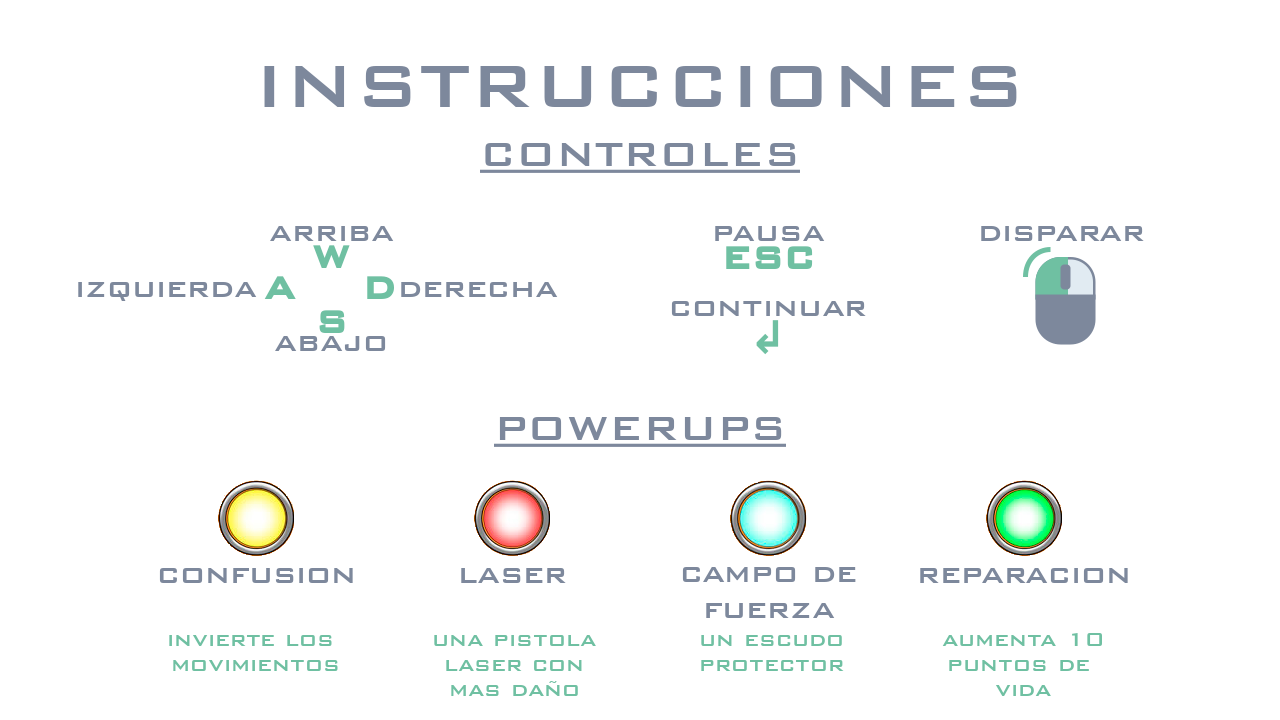 INSTRUCCIONES
CONTROLES
ARRIBA
W
IZQUIERDA A D DERECHA
S
ABAJO
PAUSA
ESC
CONTINUAR
↲
DISPARAR
POWERUPS
CONFUSION
INVIERTE LOS
MOVIMIENTOS
LASER
UNA PISTOLA
LASER CON
MAS DAÑO
CAMPO DE
FUERZA
UN ESCUDO
PROTECTOR
REPARACION
AUMENTA 10
PUNTOS DE
VIDA